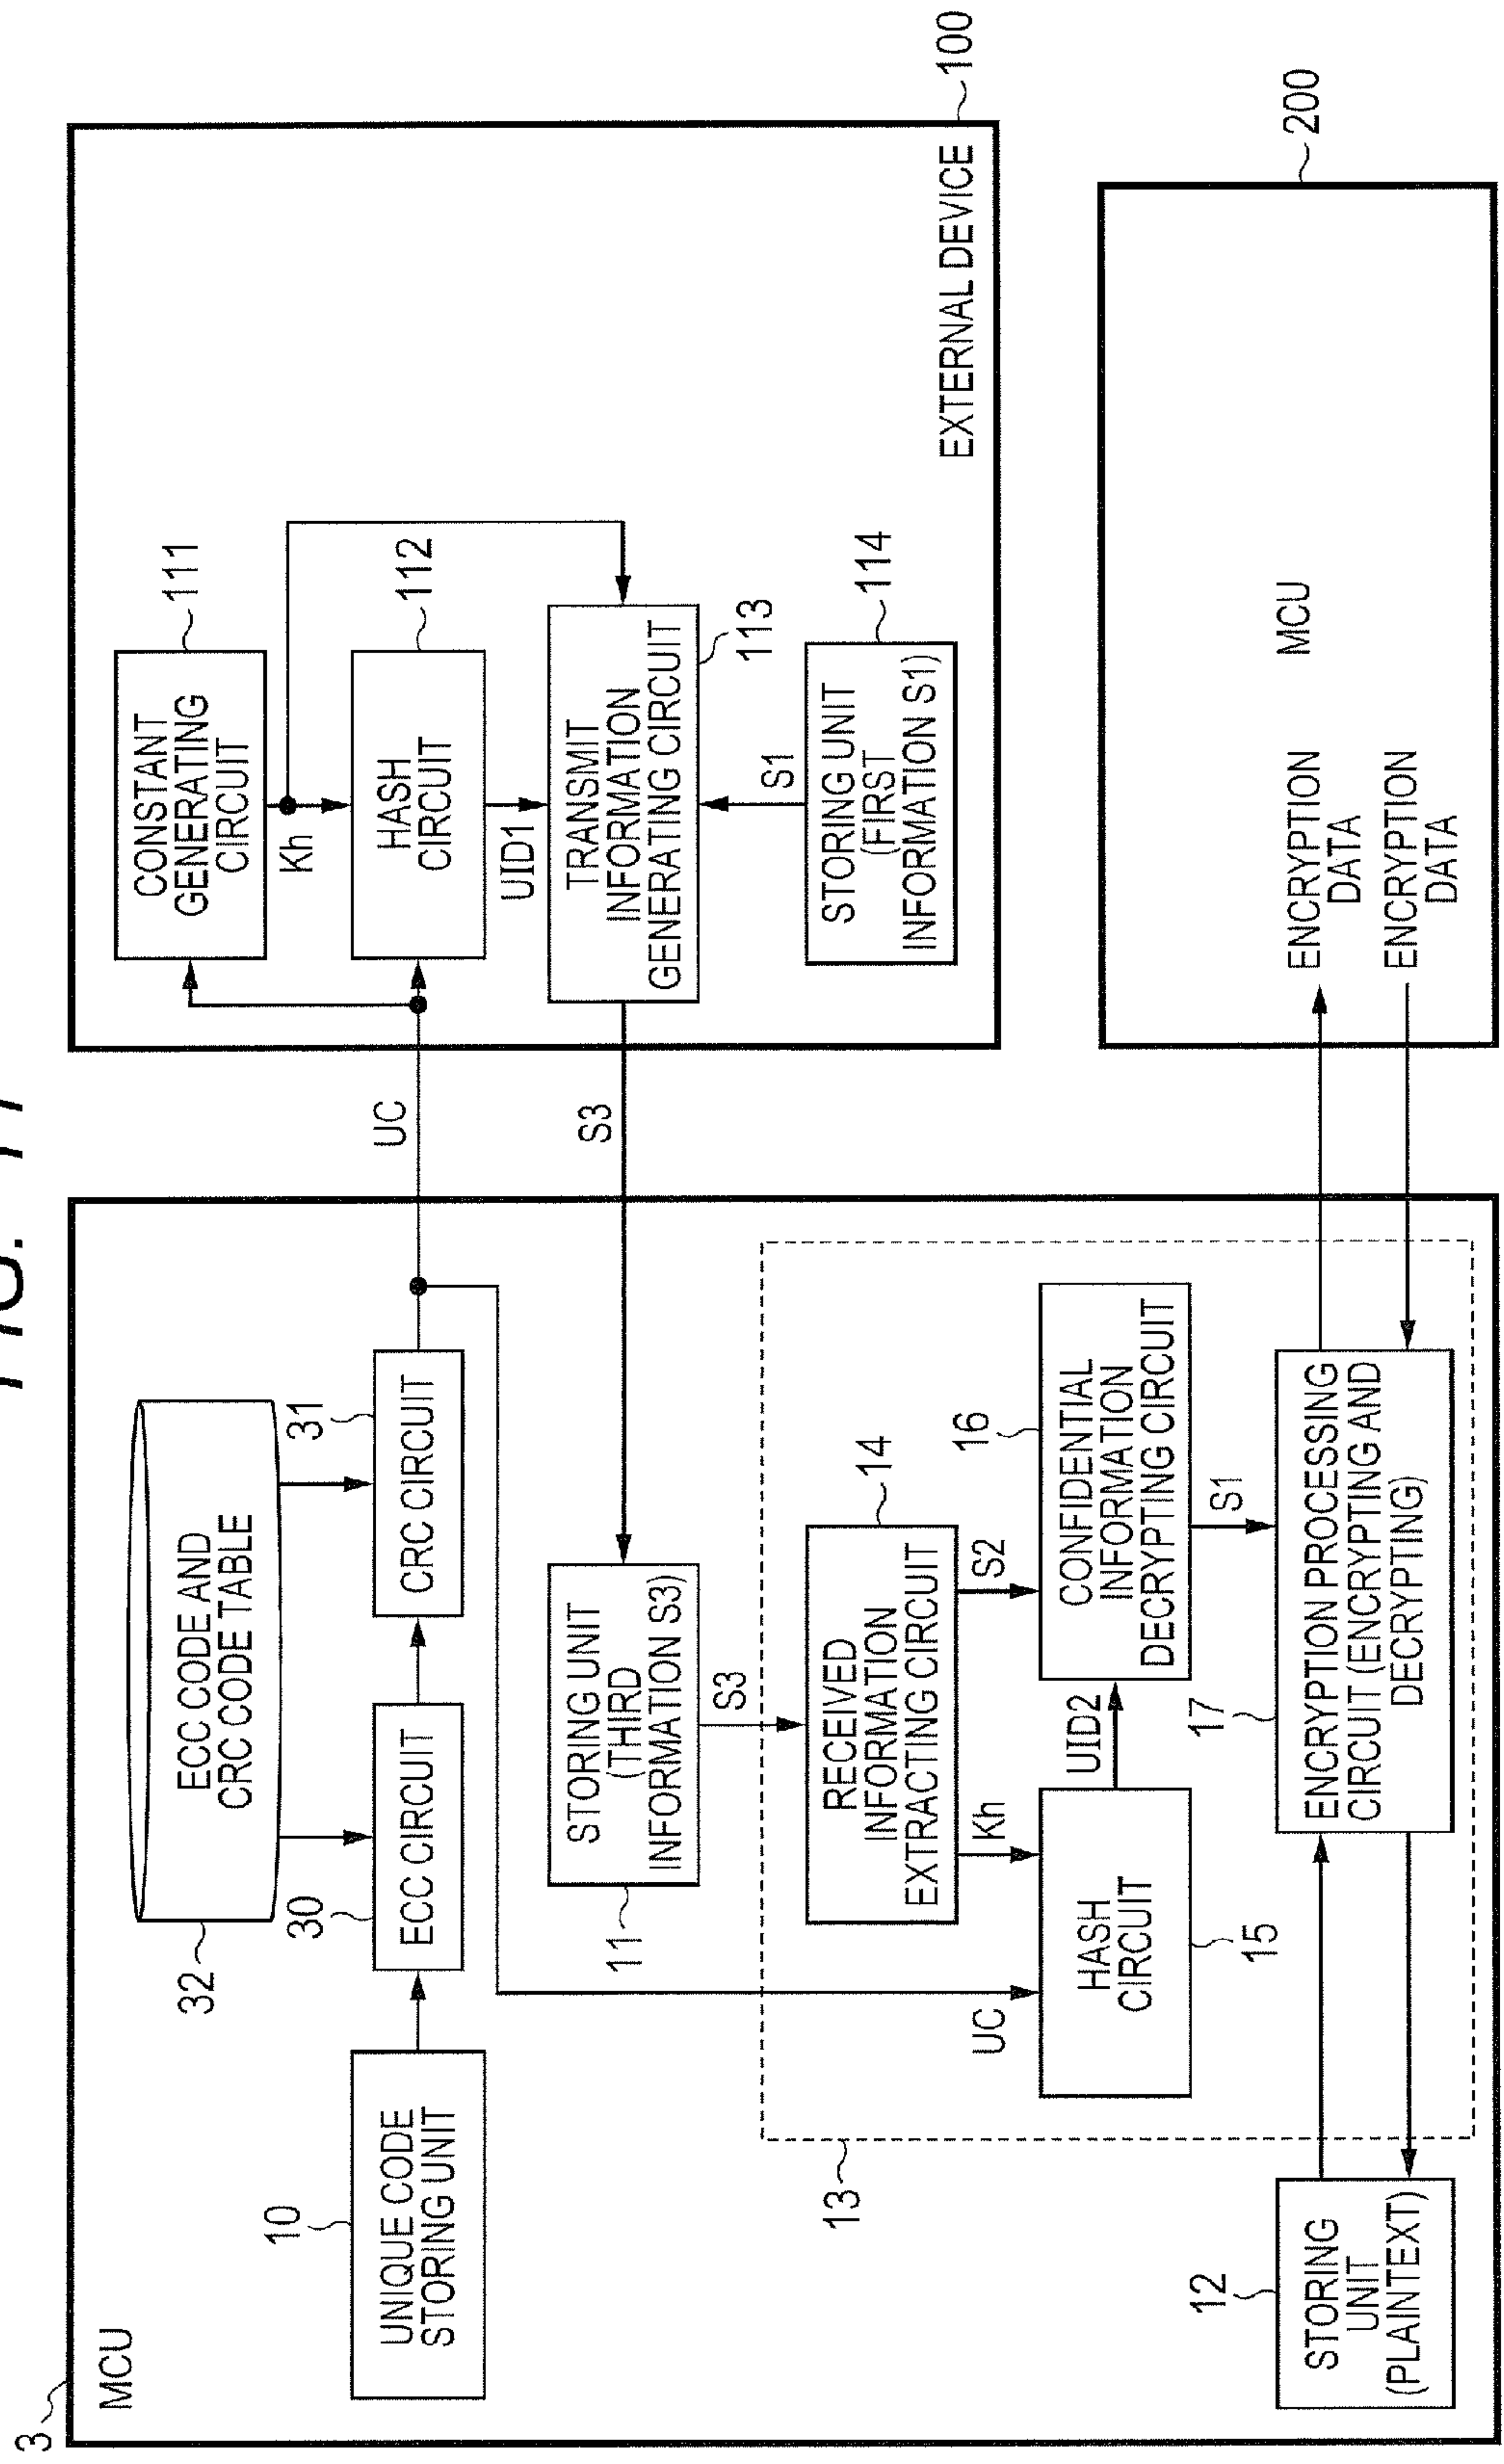 FIG. 17
3
MCU
10
UNIQUE CODE
STORING UNIT
32
ECC CODE AND
CRC CODE TABLE
30
ECC CIRCUIT
31
CRC CIRCUIT
UC
S3
11
STORING UNIT
(THIRD
INFORMATION S3)
S3
13
14
RECEIVED
INFORMATION
EXTRACTING CIRCUIT
UC
Kh
S2
HASH
CIRCUIT
15
UID2
16
CONFIDENTIAL
INFORMATION
DECRYPTING CIRCUIT
S1
17
ENCRYPTION PROCESSING
CIRCUIT (ENCRYPTING AND
DECRYPTING)
12
STORING
UNIT
(PLAINTEXT)
100
EXTERNAL DEVICE
CONSTANT
GENERATING
CIRCUIT
111
Kh
HASH
CIRCUIT
112
UID1
TRANSMIT
INFORMATION
GENERATING CIRCUIT
113
S1
STORING UNIT
(FIRST
INFORMATION S1)
114
200
MCU
ENCRYPTION
DATA
ENCRYPTION
DATA